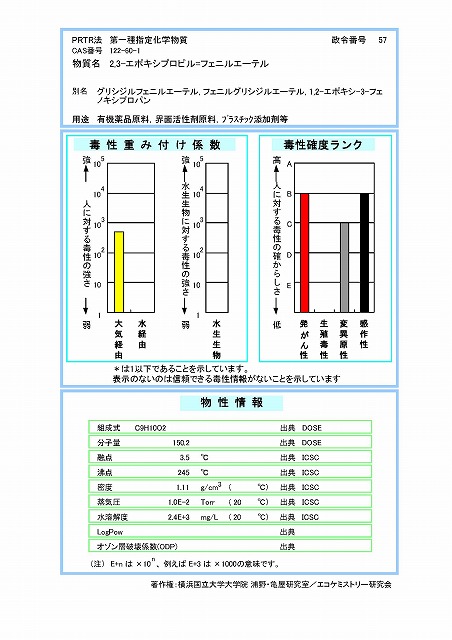 PRTR法 第一種指定化学物質 政令番号 57
CAS番号 122-60-1
物質名 2,3-エポキシプロピル=フェニルエーテル
別名 グリシジルフェニルエーテル, フェニルグリシジルエーテル, 1,2-エポキシ-3-フェ
ノキシプロパン
用途 有機薬品原料, 界面活性剤原料, プラスチック添加剤等
毒性重み付け係数
強 人に対する毒性の強さ 弱
10^5
10^4
10^3
10^2
10
1
大気経由
水経由
強 水生生物に対する毒性の強さ 弱
10^5
10^4
10^3
10^2
10
1
水生生物
毒性確度ランク
高 人に対する毒性の確からしさ 低
A
B
C
D
E
発がん性
生殖毒性
変異原性
感作性
*は1以下であることを示しています。
表示のないのは信頼できる毒性情報がないことを示しています
物性情報
組成式 C9H10O2 出典 DOSE
分子量 150.2 出典 DOSE
融点 3.5 ℃ 出典 ICSC
沸点 245 ℃ 出典 ICSC
密度 1.11 g/cm3 ( ℃) 出典 ICSC
蒸気圧 1.0E-2 Torr (20 ℃) 出典 ICSC
水溶解度 2.4E+3 mg/L (20 ℃) 出典 ICSC
LogPow 出典
オゾン層破壊係数(ODP) 出典
(注) E+n は ×10^n、例えば E+3 は ×1000の意味です。
著作権:横浜国立大学大学院 浦野・亀屋研究室/エコケミストリー研究会